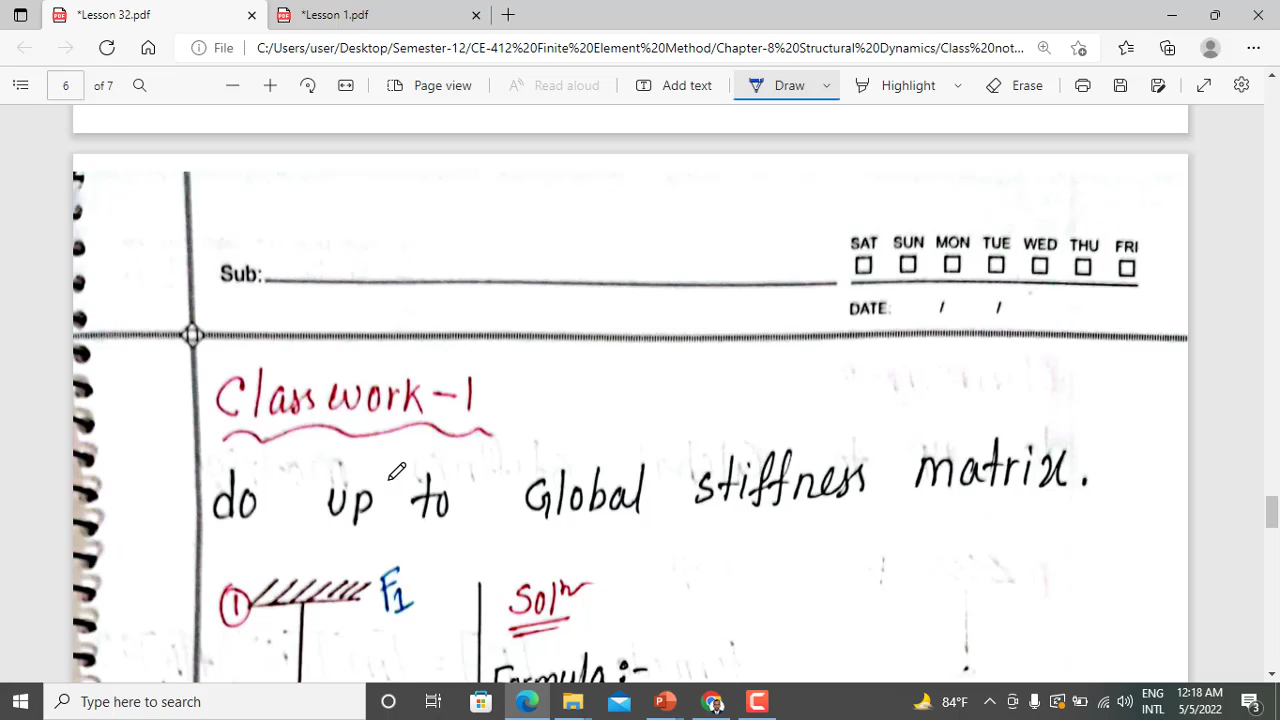 *Lesson 32.pdf
*Lesson 1.pdf
File
C:/Users/user/Desktop/Semester-12/CE-412%20Finite%20Element%20Method/Chapter-8%20Structural%20Dynamics/Class%20not...
6 of 7
Page view
Read aloud
Add text
Draw
Highlight
Erase
SAT SUN MON TUE WED THU FRI
Sub:
DATE: / /
Classwork-1
do up to Global stiffness matrix.
1 F1
Soln
Formula :-
Type here to search
84°F
ENG
INTL
12:18 AM
5/5/2022
3